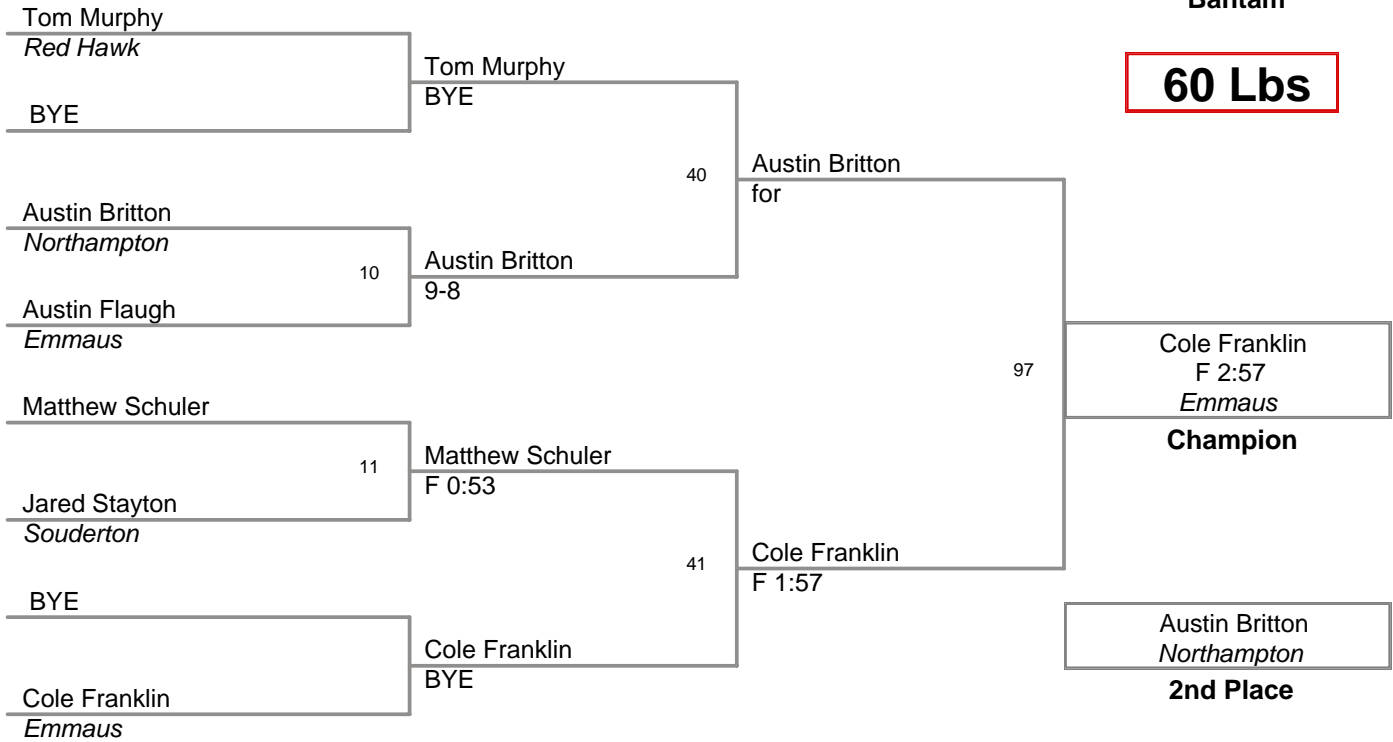 Bantam
60 Lbs
Tom Murphy
Red Hawk
BYE
Austin Britton
Northampton
10
Austin Flaugh
Emmaus
Matthew Schuler
11
Jared Stayton
Souderton
BYE
Cole Franklin
Emmaus
Tom Murphy
BYE
40
Austin Britton
9-8
Matthew Schuler
F 0:53
41
Cole Franklin
BYE
Austin Britton
for
97
Cole Franklin
F 1:57
Cole Franklin
F 2:57
Emmaus
Champion
Austin Britton
Northampton
2nd Place